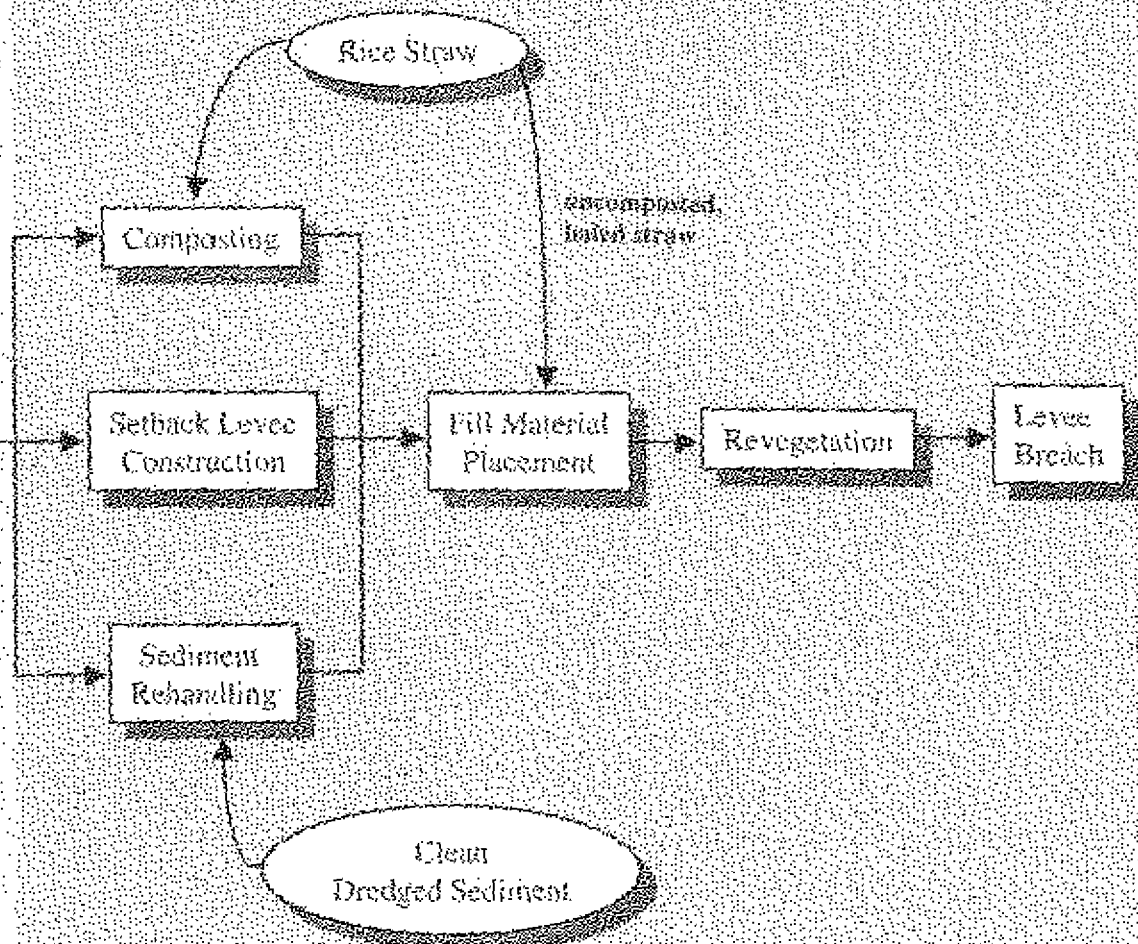 Rice Straw
uncomposted,
baled straw
Composting
Setback Levee
Construction
Fill Material
Placement
Revegetation
Levee
Breach
Sediment
Rehandling
Clean
Dredged Sediment